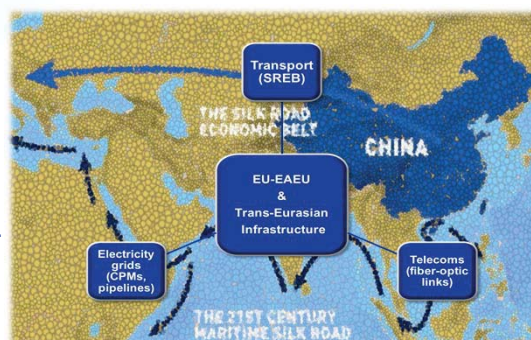 Transport
(SREB)
THE SILK ROAD
ECONOMIC BELT
CHINA
EU-EAEU
&
Trans-Eurasian
Infrastructure
Electricity
grids
(CPMs,
pipelines)
Telecoms
(fiber-optic
links)
THE 21ST CENTURY
MARITIME SILK ROAD